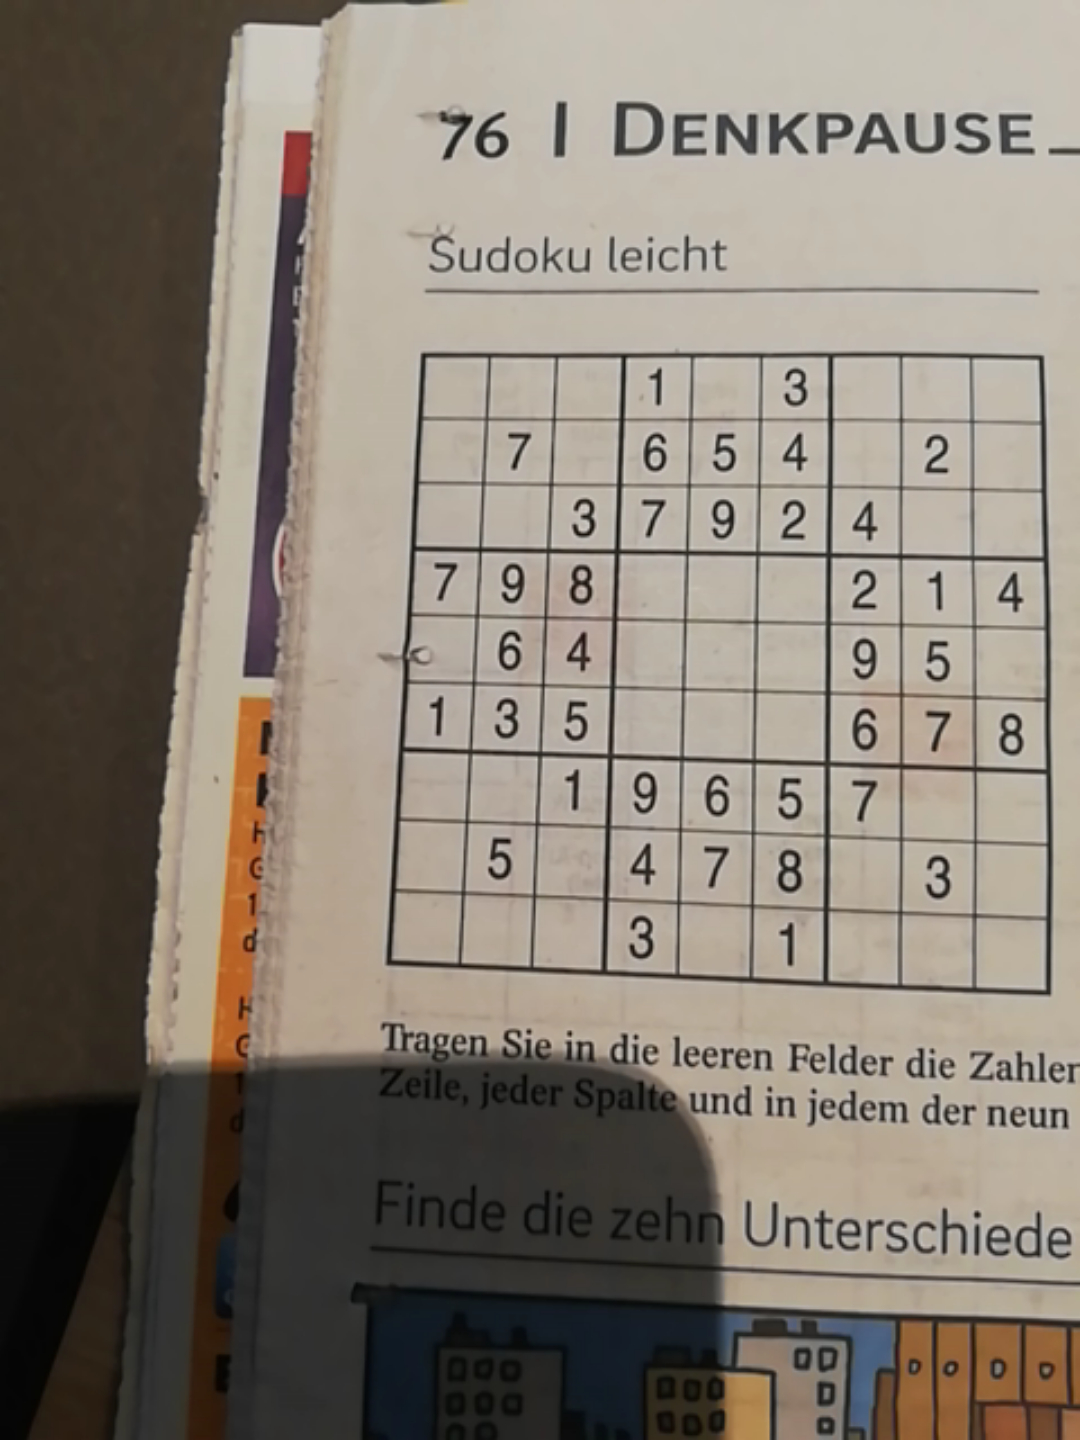 76 | DENKPAUSE
Sudoku leicht
1 3
7 6 5 4 2
3 7 9 2 4
7 9 8 2 1 4
6 4 9 5
1 3 5 6 7 8
1 9 6 5 7
5 4 7 8 3
3 1
Tragen Sie in die leeren Felder die Zahlen
Zeile, jeder Spalte und in jedem der neun
Finde die zehn Unterschiede